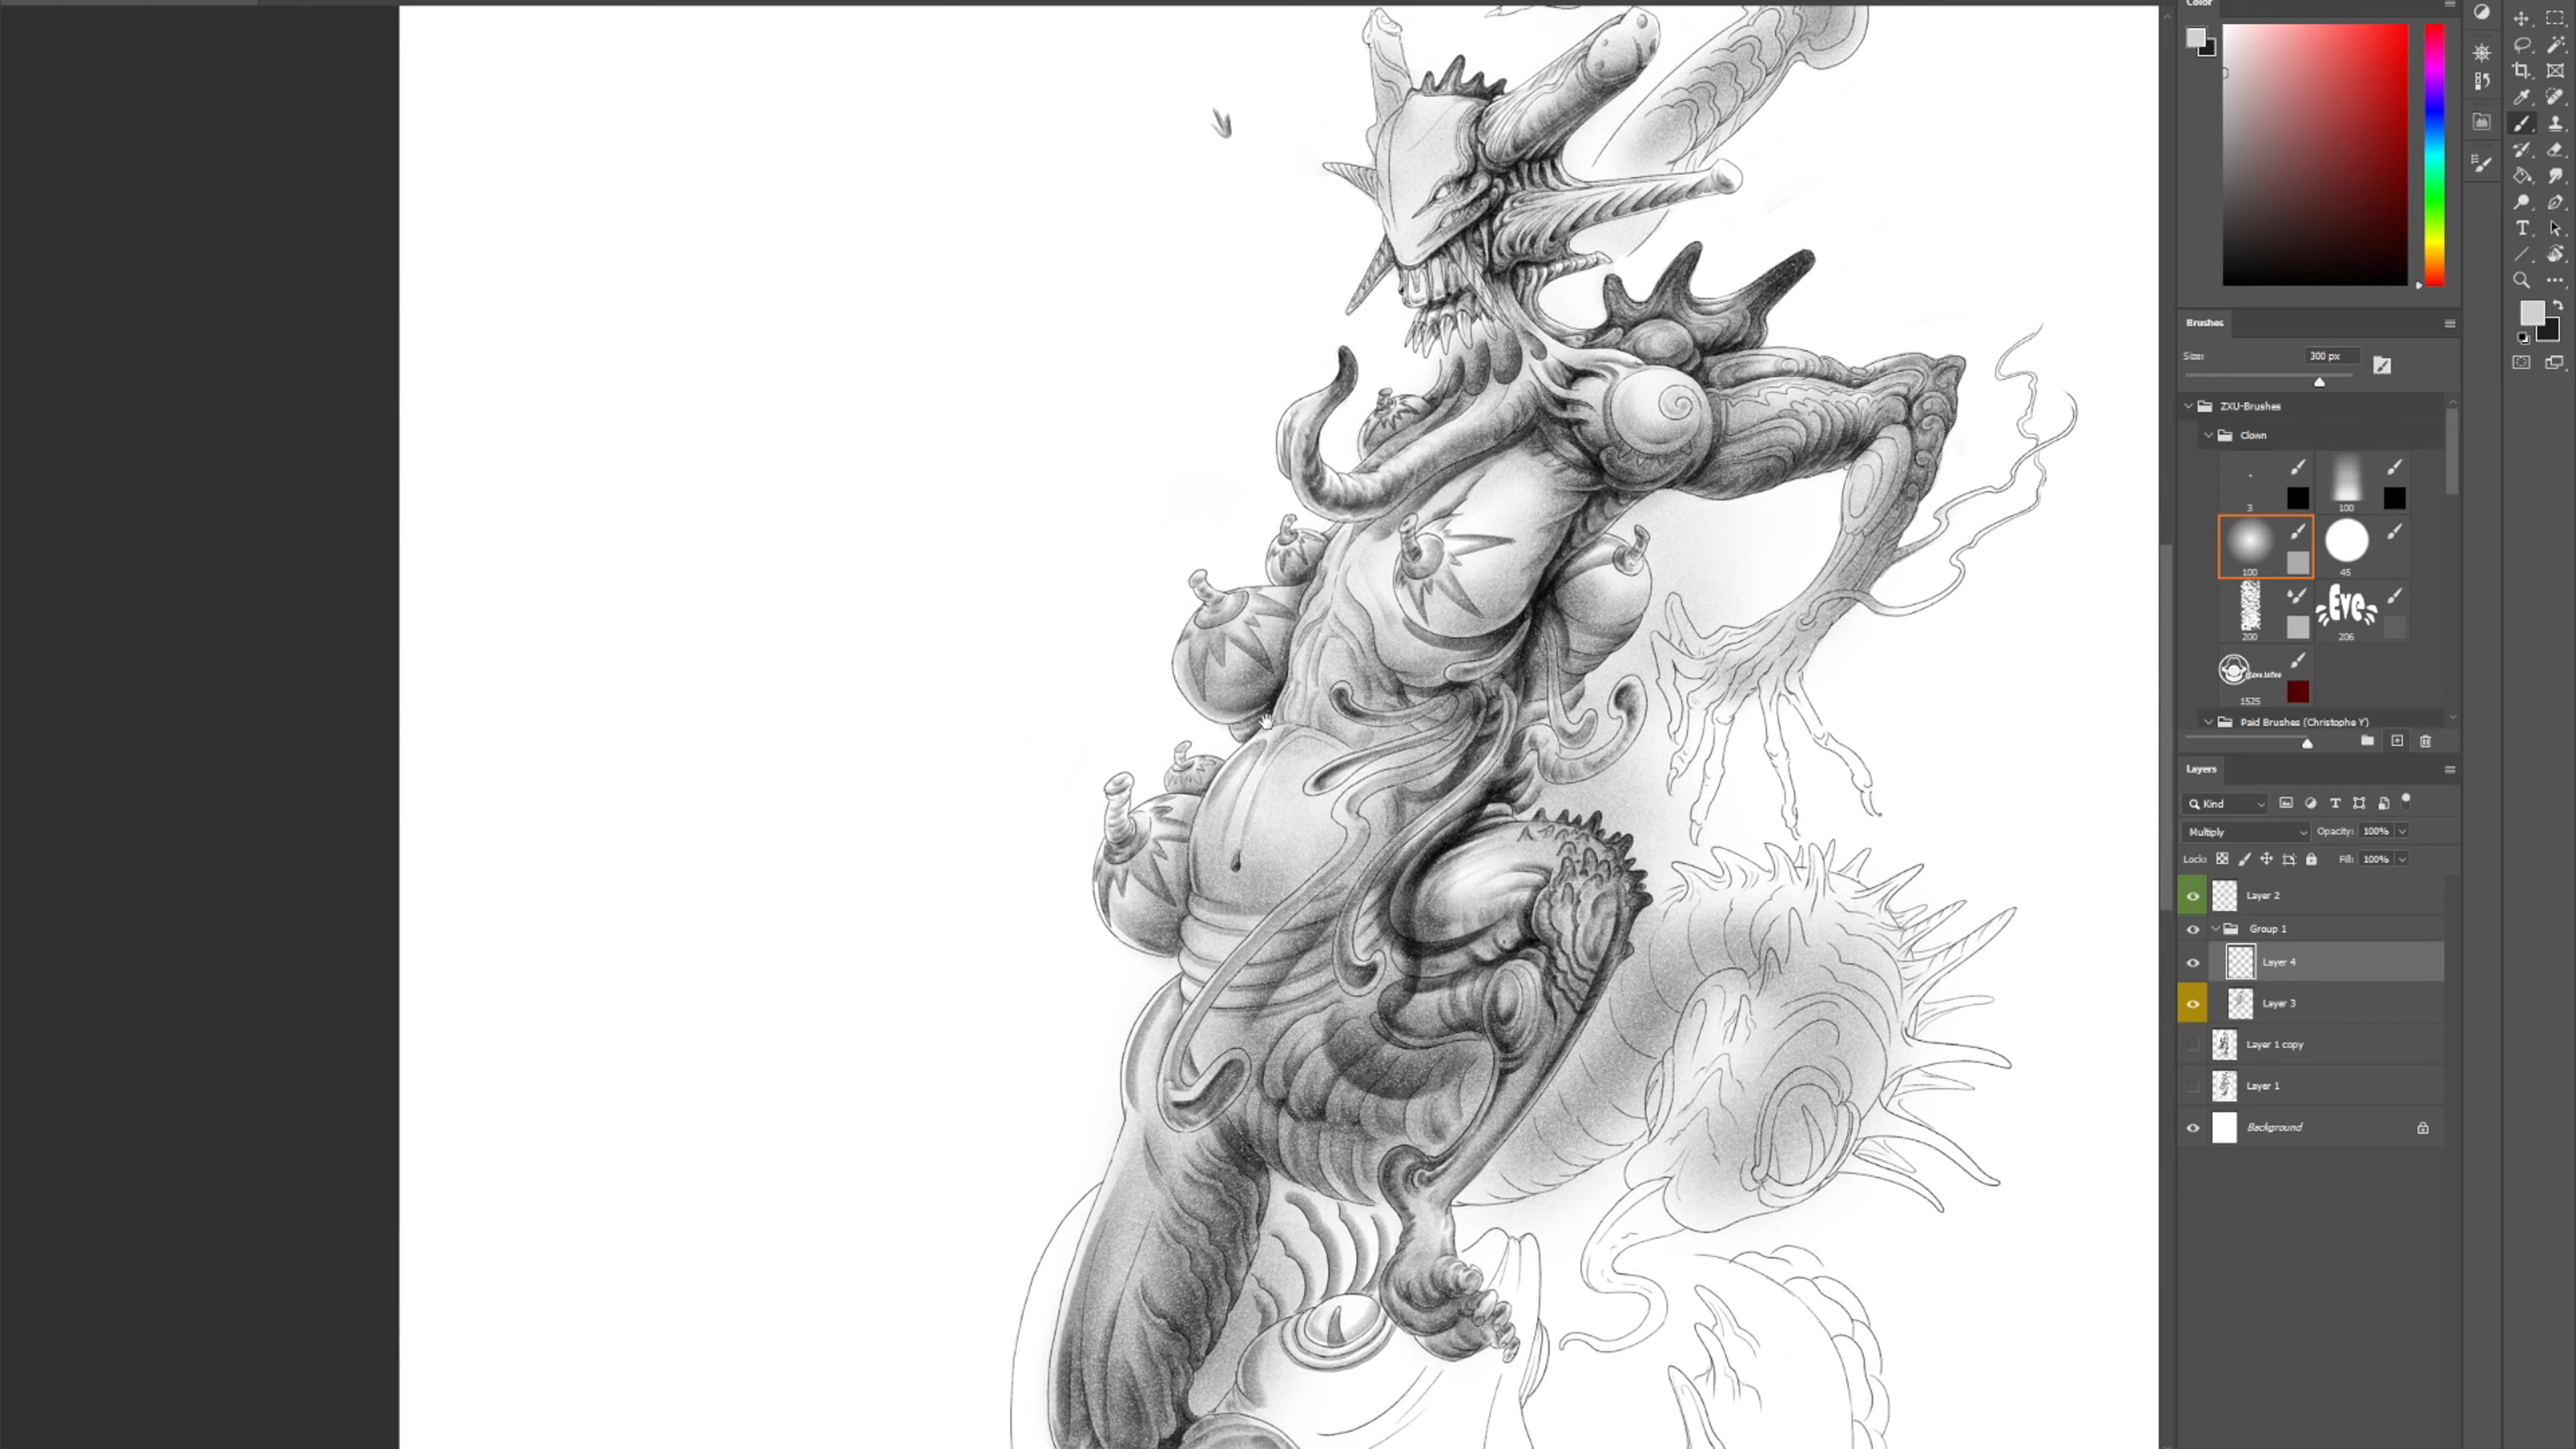 Color
Brushes
Size: 300 px
ZXU-Brushes
Clown
3
100
100
45
Eve
200
206
1525
Paid Brushes (Christophe Y)
Layers
Kind
Multiply Opacity: 100%
Lock: Fill: 100%
Layer 2
Group 1
Layer 4
Layer 3
Layer 1 copy
Layer 1
Background